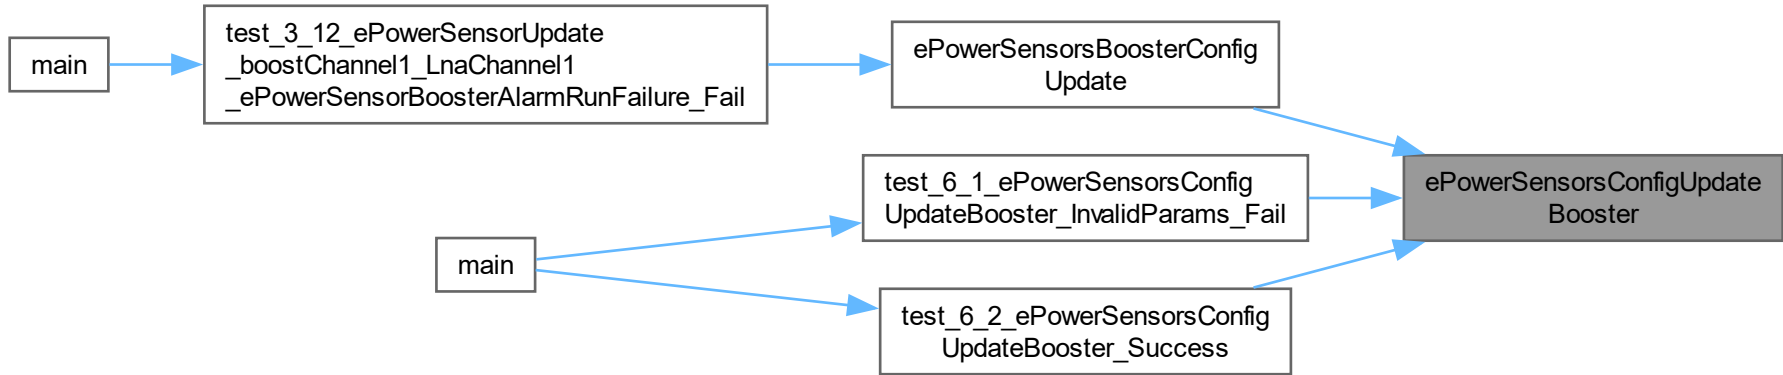 main
test_3_12_ePowerSensorUpdate
_boostChannel1_LnaChannel1
_ePowerSensorBoosterAlarmRunFailure_Fail
ePowerSensorsBoosterConfig
Update
test_6_1_ePowerSensorsConfig
UpdateBooster_InvalidParams_Fail
ePowerSensorsConfigUpdate
Booster
main
test_6_2_ePowerSensorsConfig
UpdateBooster_Success